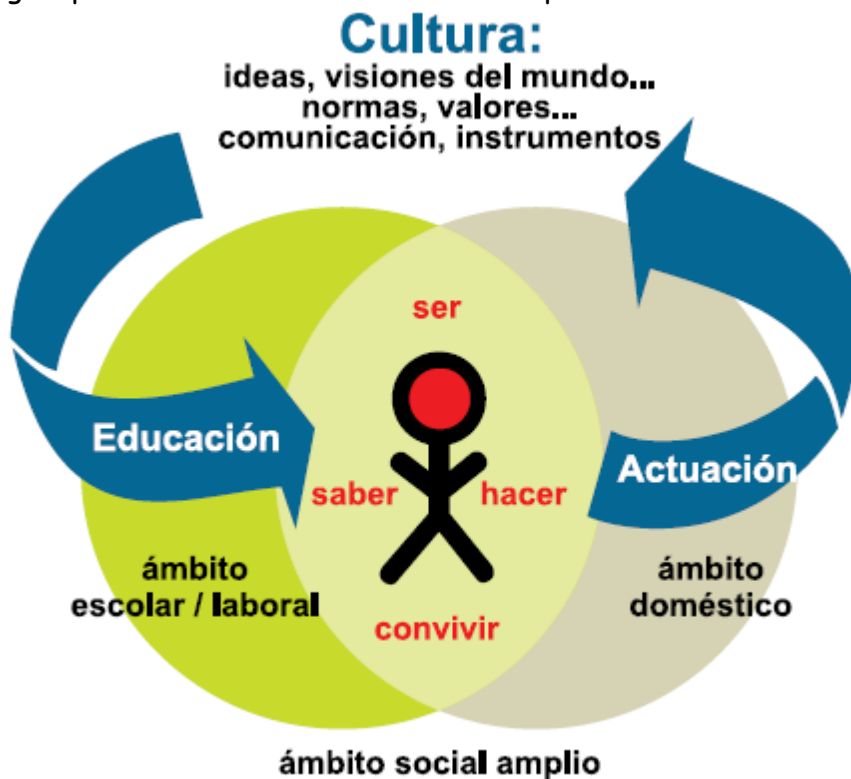 Cultura:
ideas, visiones del mundo...
normas, valores...
comunicación, instrumentos
ser
Educación
Actuación
saber
hacer
ámbito
escolar / laboral
ámbito
doméstico
convivir
ámbito social amplio